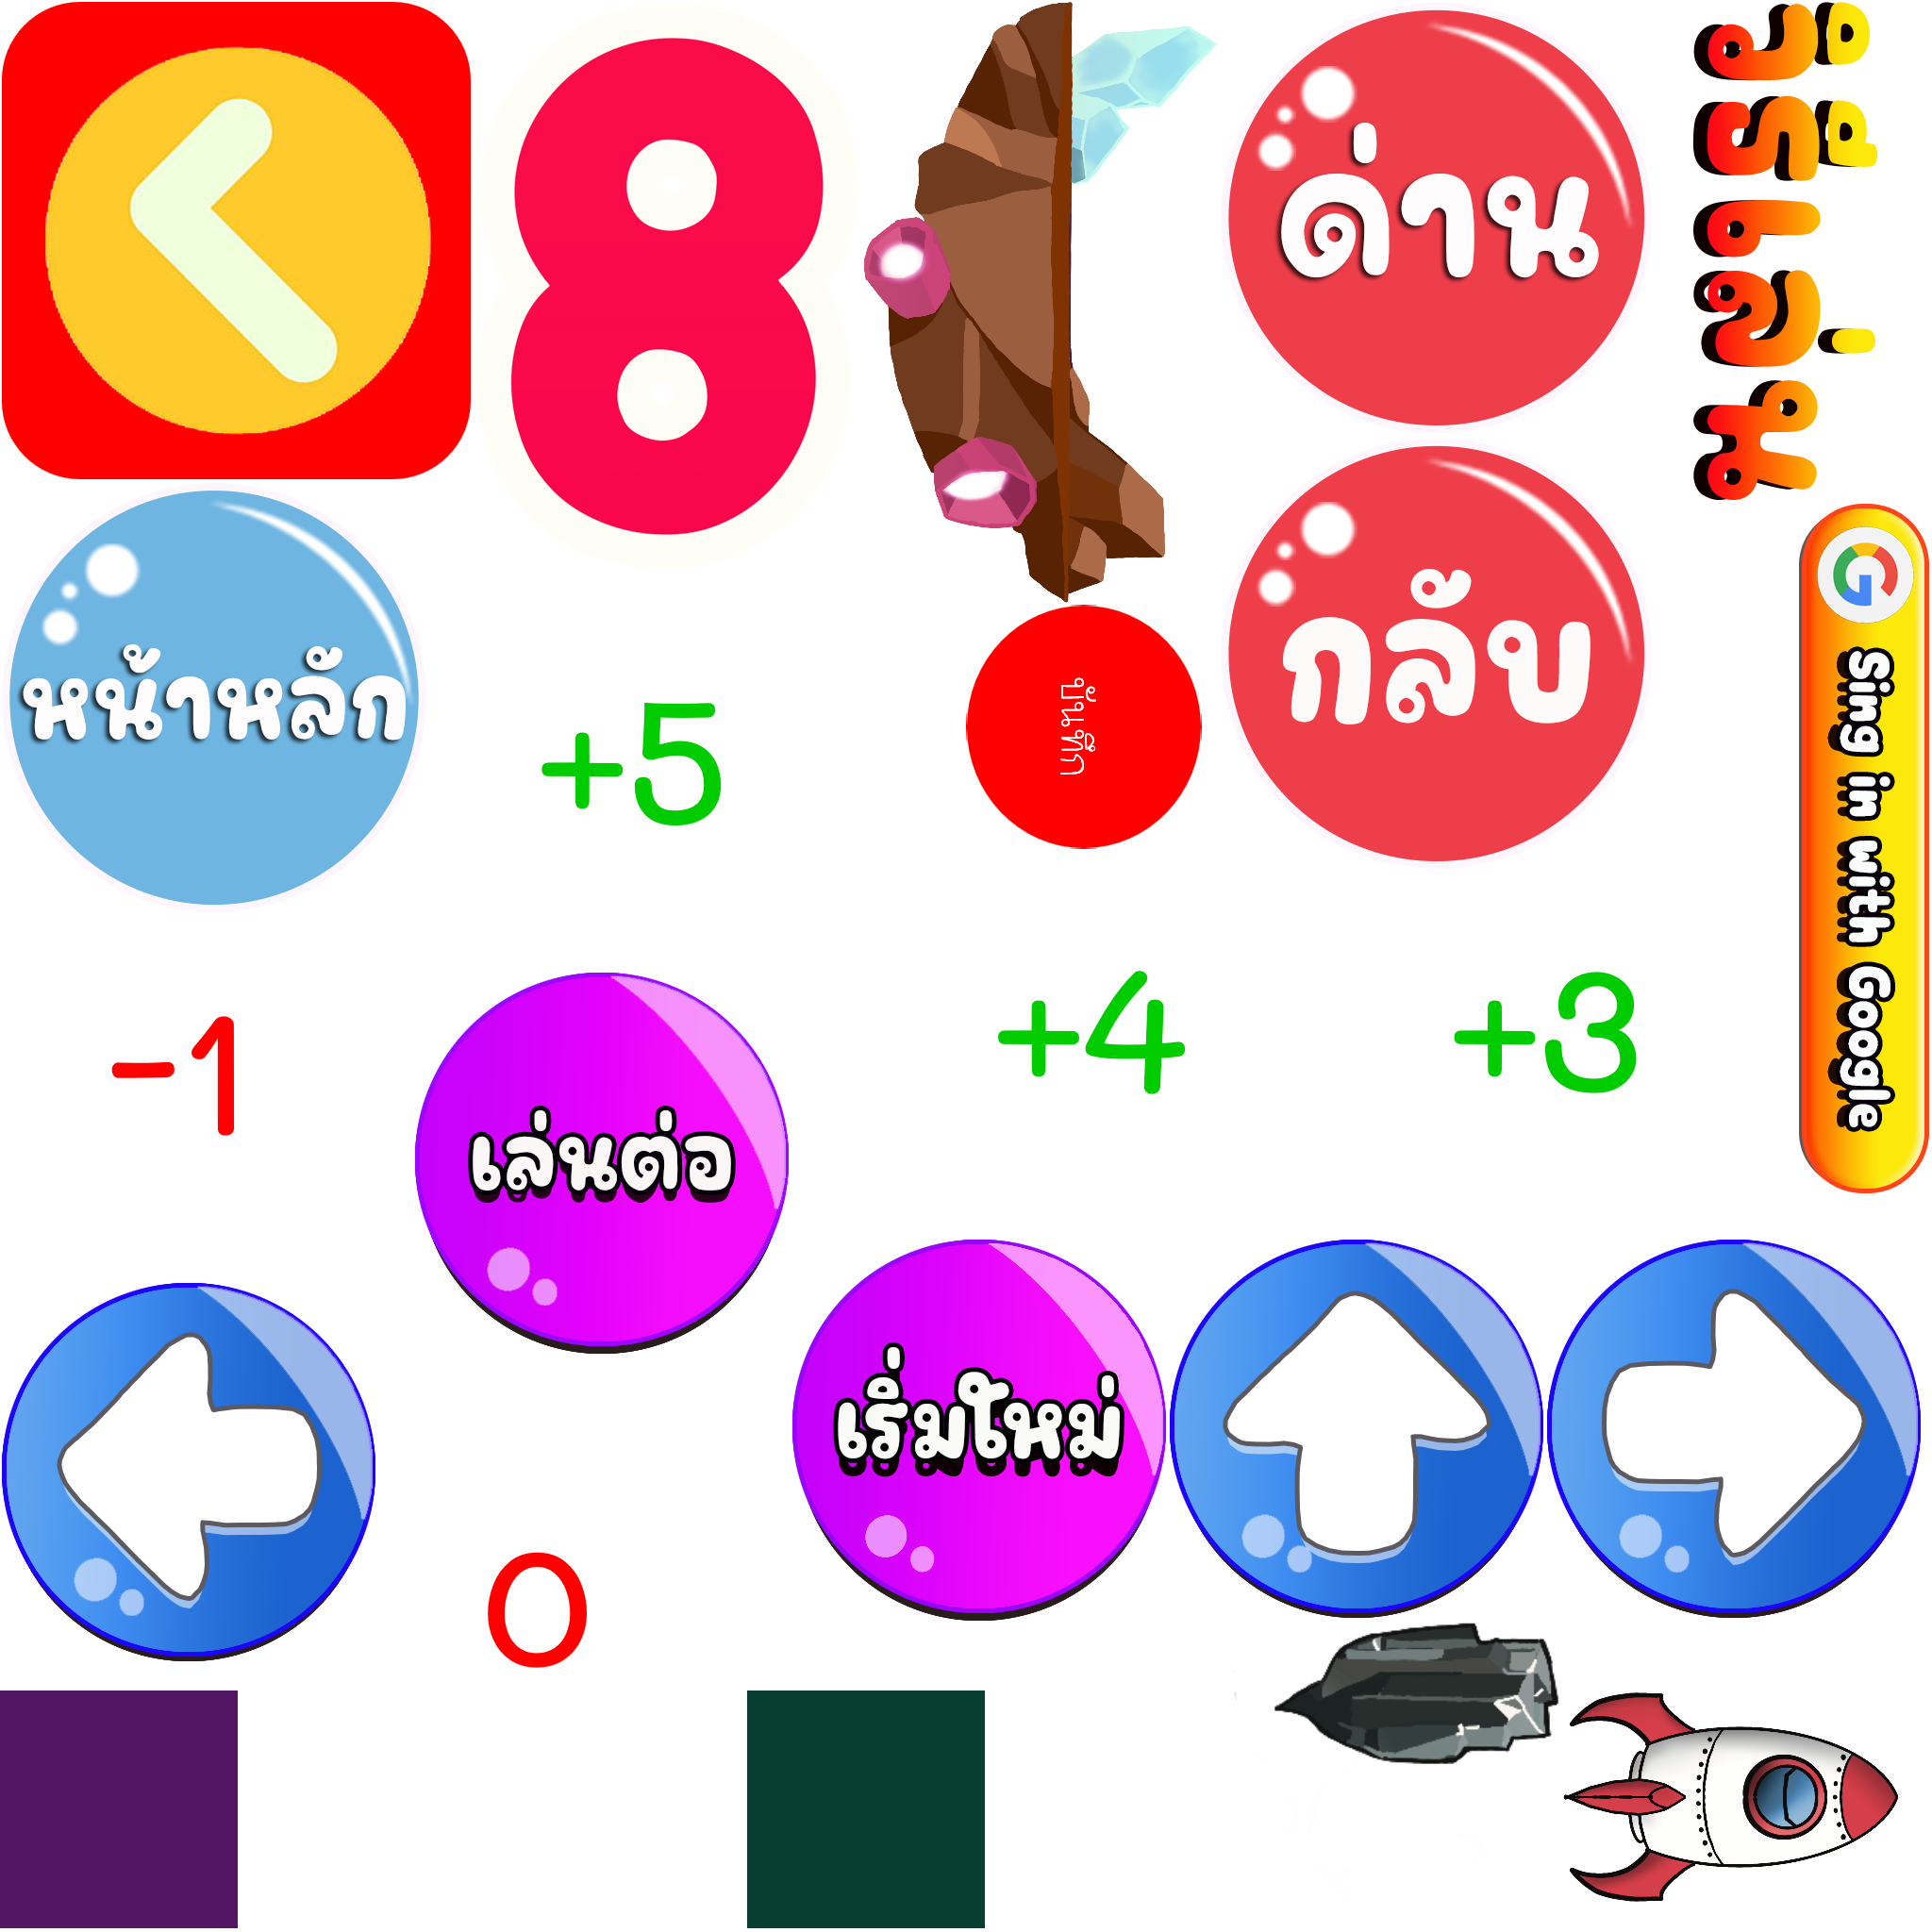 8
ด่าน
กลับ
หน้าหลัก
+5
Sing in with Google
-1
เล่นต่อ
+4
+3
เริ่มใหม่
0